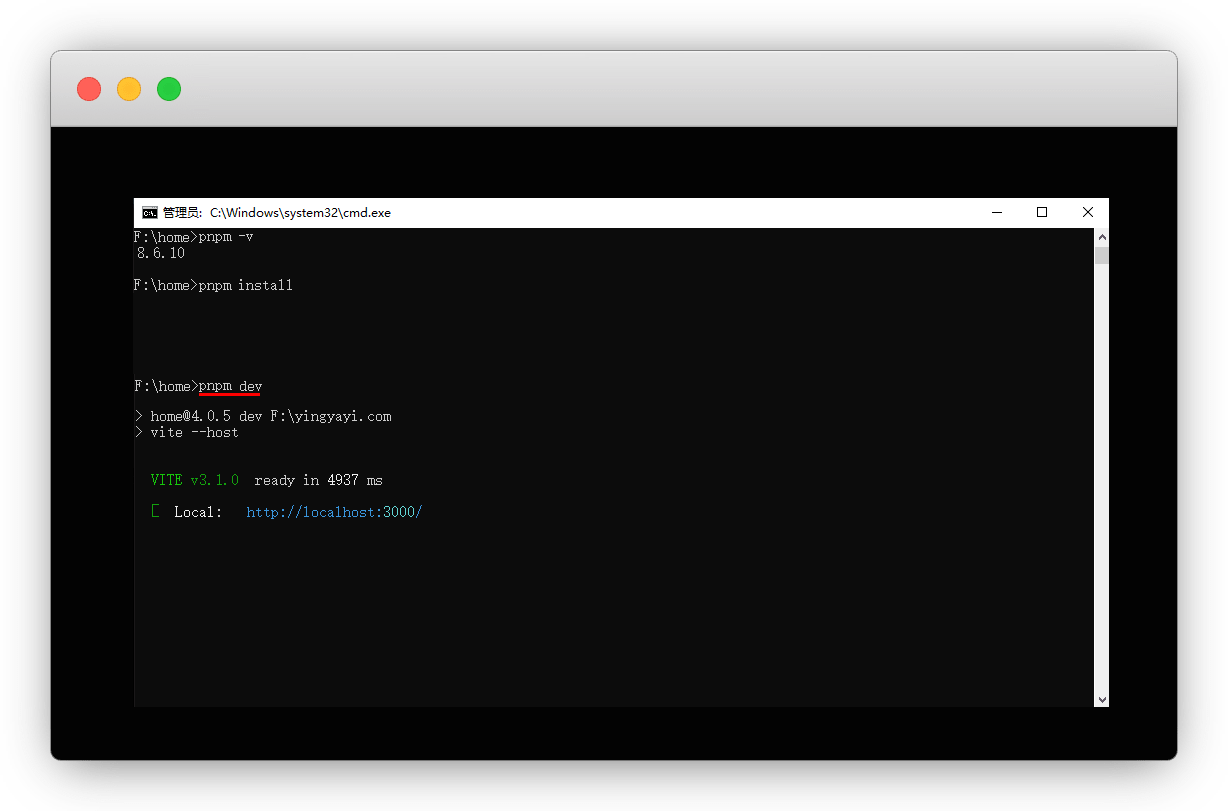 管理员: C:\Windows\system32\cmd.exe
F:\home>pnpm -v
8.6.10
F:\home>pnpm install
F:\home>pnpm dev
> home@4.0.5 dev F:\yingyayi.com
> vite --host
VITE v3.1.0 ready in 4937 ms
Local: http://localhost:3000/